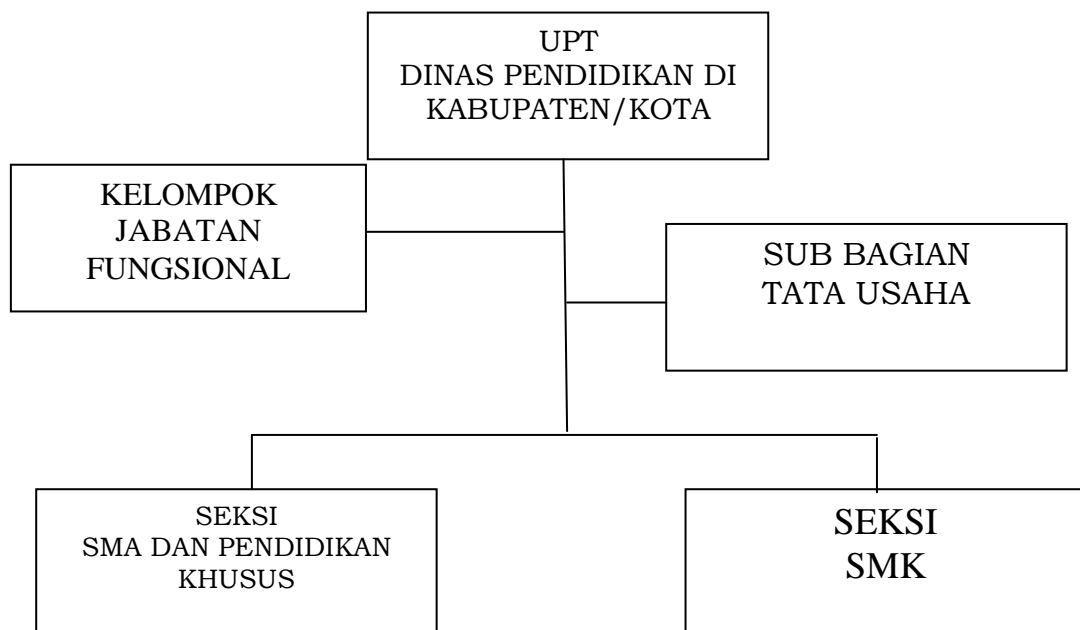 UPT
DINAS PENDIDIKAN DI
KABUPATEN/KOTA
KELOMPOK
JABATAN
FUNGSIONAL
SUB BAGIAN
TATA USAHA
SEKSI
SMA DAN PENDIDIKAN
KHUSUS
SEKSI
SMK